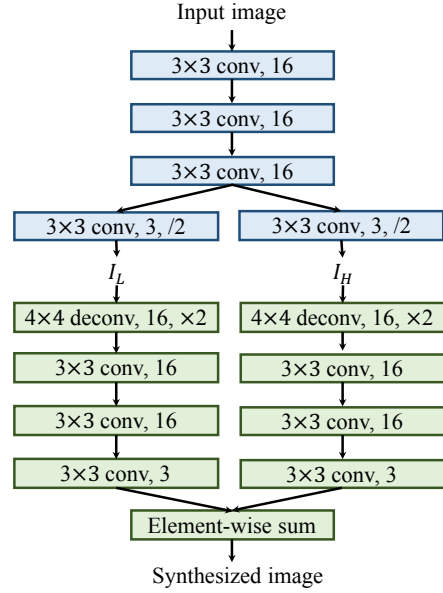 Input image
3×3 conv, 16
3×3 conv, 16
3×3 conv, 16
3×3 conv, 3, /2
3×3 conv, 3, /2
I_L
I_H
4×4 deconv, 16, ×2
4×4 deconv, 16, ×2
3×3 conv, 16
3×3 conv, 16
3×3 conv, 16
3×3 conv, 16
3×3 conv, 3
3×3 conv, 3
Element-wise sum
Synthesized image